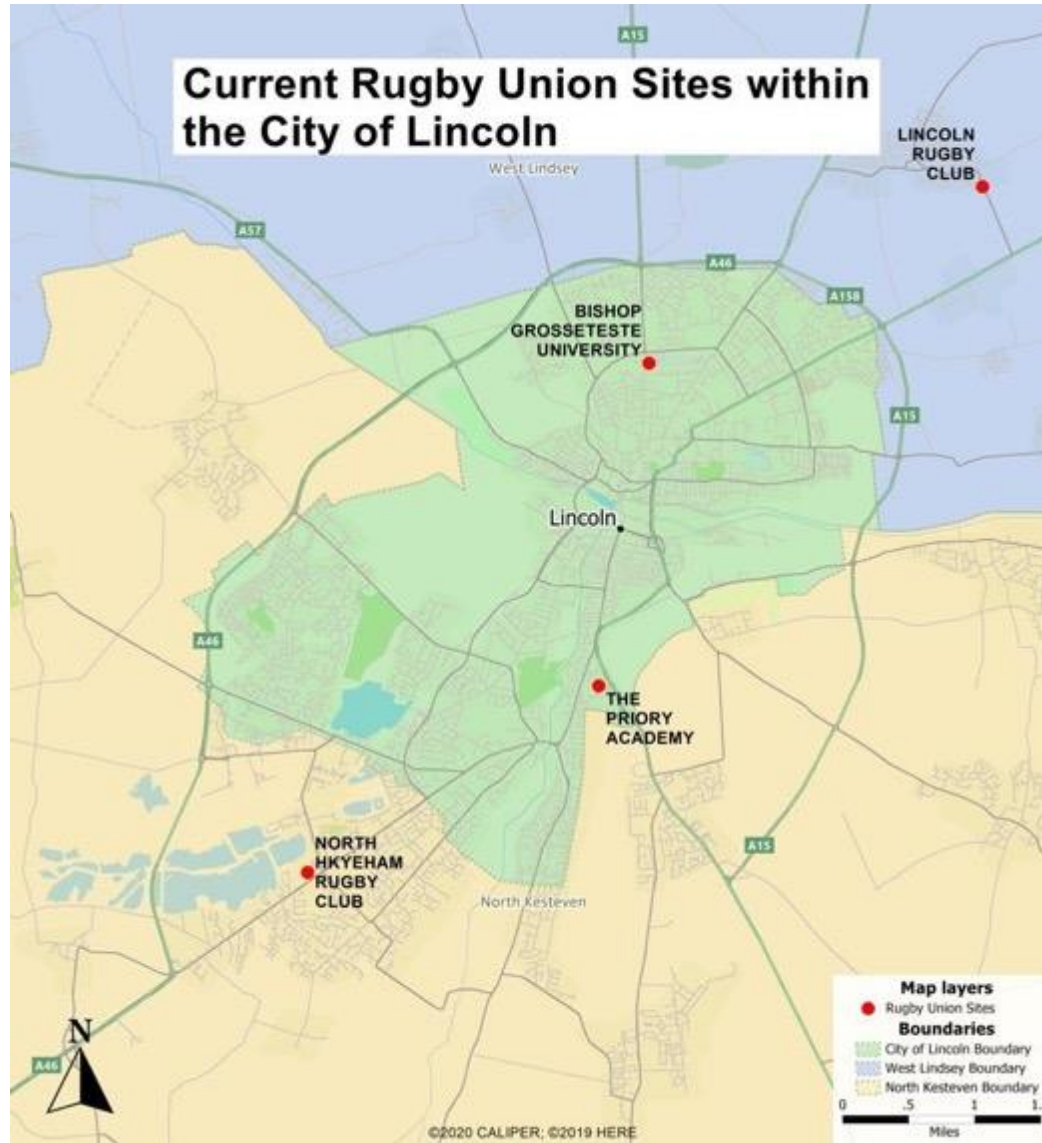 A15
Current Rugby Union Sites within
the City of Lincoln
LINCOLN
RUGBY
CLUB
West Lindsey
A57
A46
A158
BISHOP
GROSSETESTE
UNIVERSITY
A15
Lincoln
A46
THE
PRIORY
ACADEMY
A15
NORTH
HKYEHAM
RUGBY
CLUB
North Kesteven
Map layers
Rugby Union Sites
Boundaries
City of Lincoln Boundary
West Lindsey Boundary
North Kesteven Boundary
0 .5 1 1.
Miles
N
A46
©2020 CALIPER; ©2019 HERE